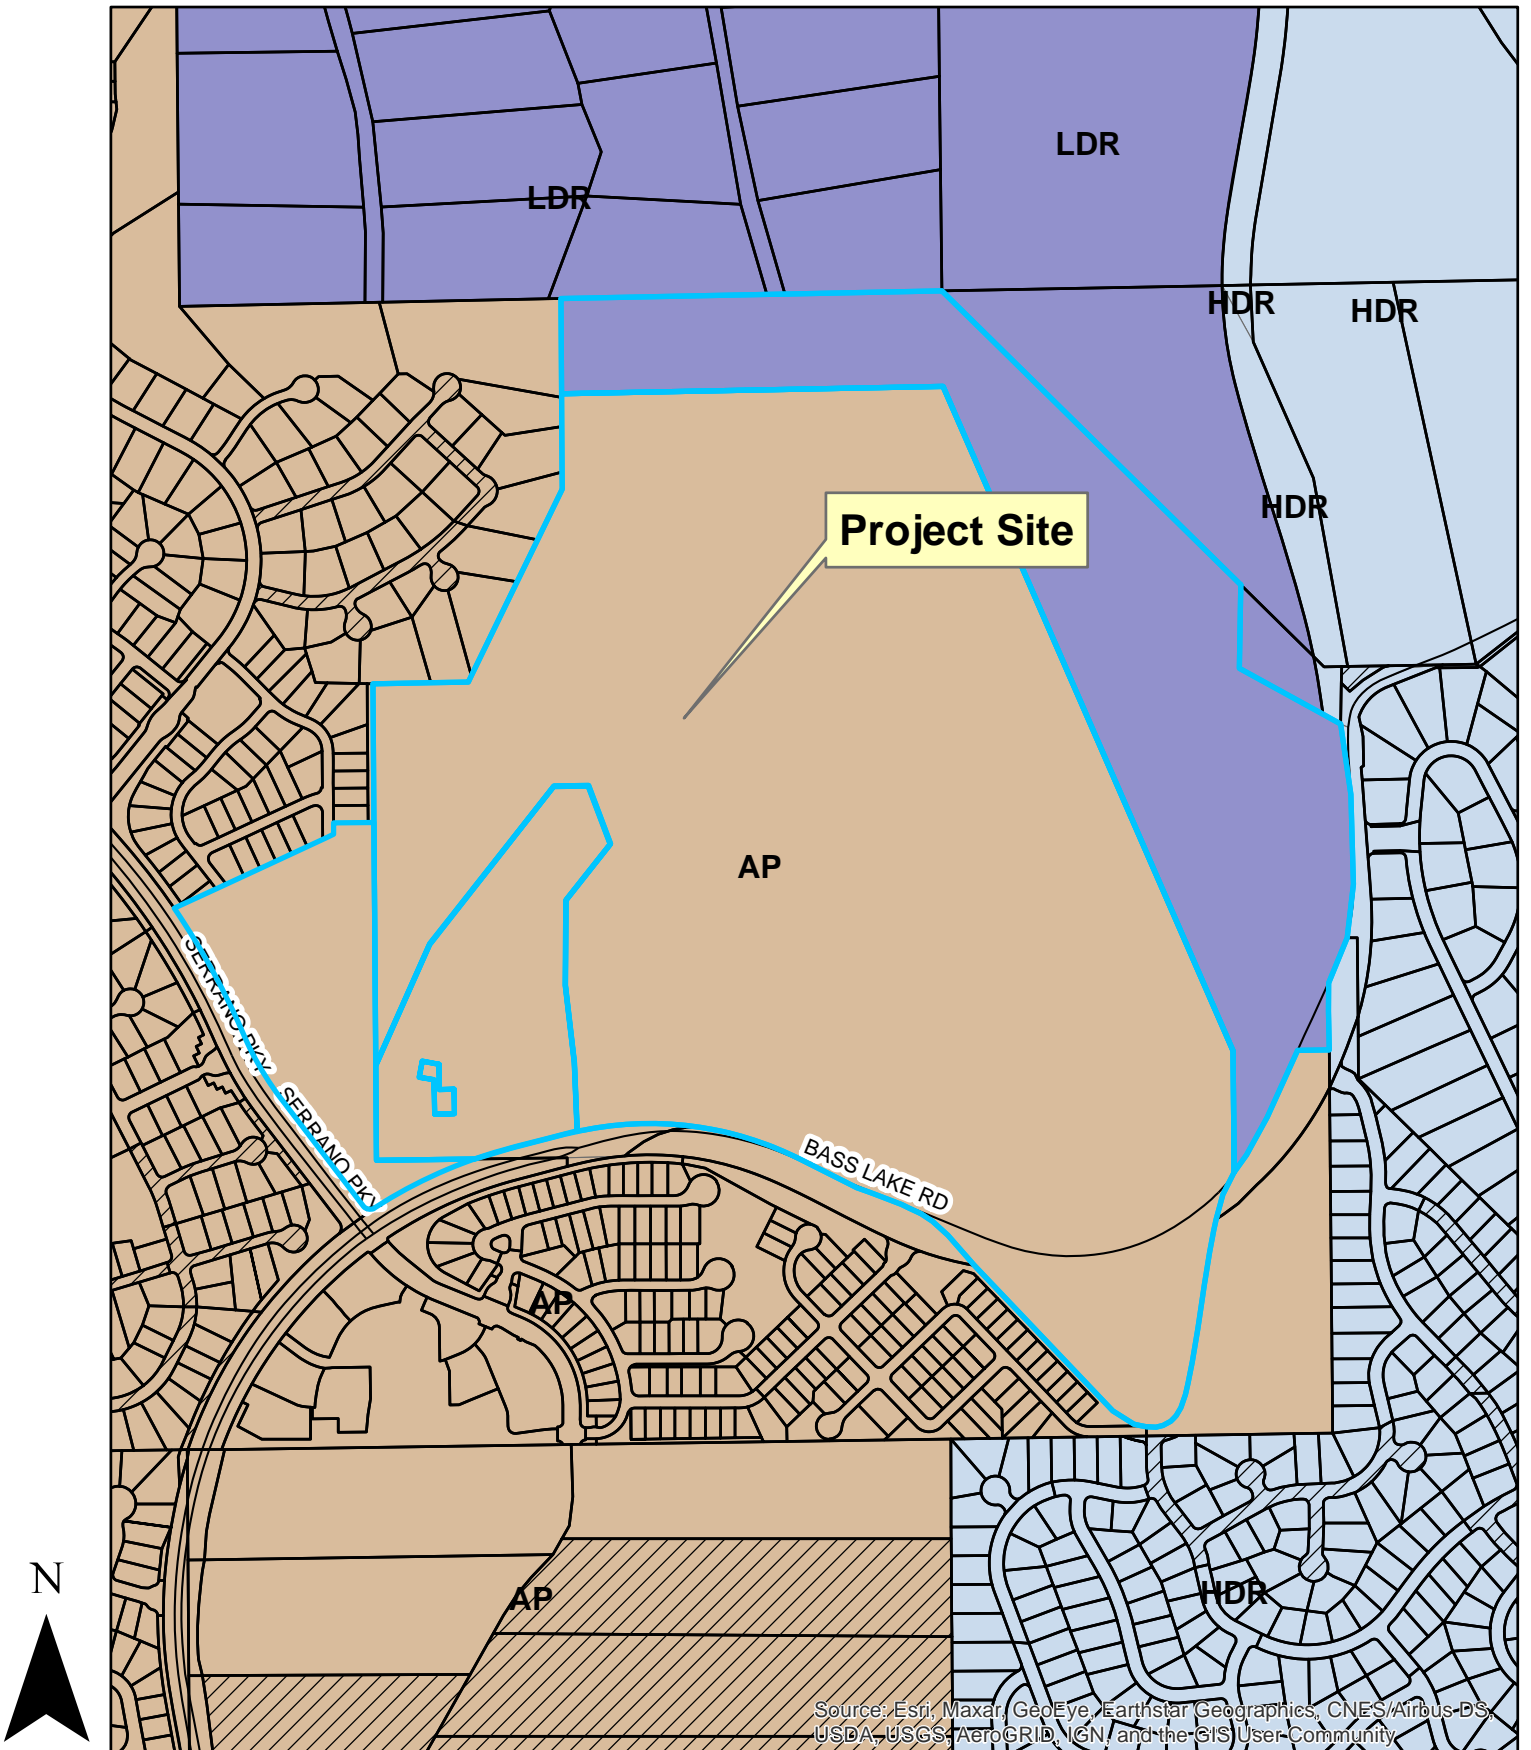 LDR
LDR
HDR
HDR
HDR
Project Site
AP
SERRANO PKY
SERRANO PKY
BASS LAKE RD
AP
N
AP
HDR
Source: Esri, Maxar, GeoEye, Earthstar Geographics, CNES/Airbus DS,
USDA, USGS, AeroGRID, IGN, and the GIS User Community